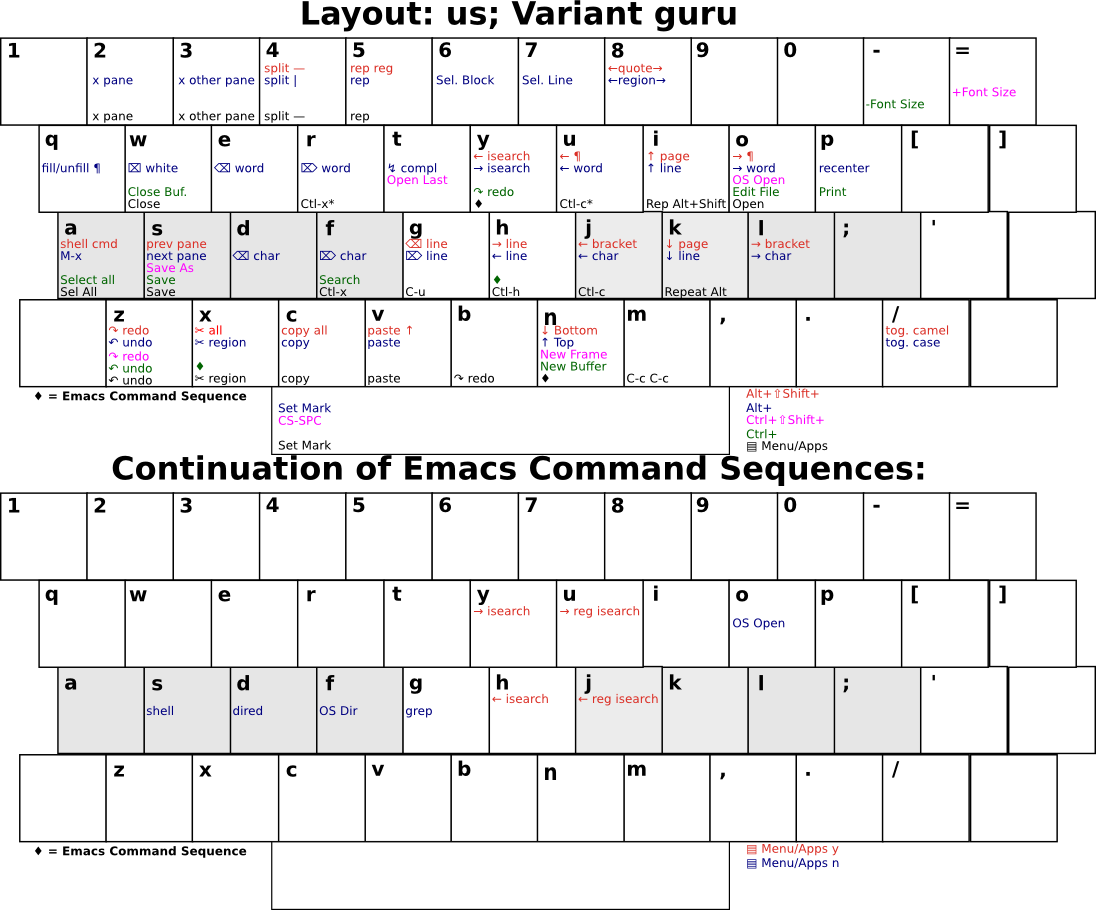 Layout: us; Variant guru
1 2 3 4 5 6 7 8 9 0 - =
split — rep reg ←quote→
x pane x other pane split | rep Sel. Block Sel. Line ←region→
+Font Size
-Font Size
x pane x other pane split — rep
q w e r t y u i o p [ ]
← isearch ← ¶ ↑ page → ¶
fill/unfill ¶ ⌧ white ⌫ word ⌦ word ↯ compl → isearch ← word ↑ line → word recenter
Open Last OS Open
Close Buf. ↷ redo Edit File Print
Close Ctl-x* ♦ Ctl-c* Rep Alt+Shift Open
a s d f g h j k l ; '
shell cmd prev pane ⌫ line → line ← bracket ↓ page → bracket
M-x next pane ⌫ char ⌦ char ⌦ line ← line ← char ↓ line → char
Save As
Select all Save Search ♦
Sel All Save Ctl-x C-u Ctl-h Ctl-c Repeat Alt
z x c v b n m , . /
↷ redo ✂ all copy all paste ↑ ↓ Bottom tog. camel
↶ undo ✂ region copy paste ↑ Top tog. case
↷ redo New Frame
↶ undo ♦ New Buffer
↶ undo ✂ region copy paste ↷ redo ♦ C-c C-c
♦ = Emacs Command Sequence
Set Mark
CS-SPC
Set Mark
Alt+⇧Shift+
Alt+
Ctrl+⇧Shift+
Ctrl+
▤ Menu/Apps
Continuation of Emacs Command Sequences:
1 2 3 4 5 6 7 8 9 0 - =
q w e r t y u i o p [ ]
→ isearch → reg isearch
OS Open
a s d f g h j k l ; '
← isearch ← reg isearch
shell dired OS Dir grep
z x c v b n m , . /
♦ = Emacs Command Sequence
▤ Menu/Apps y
▤ Menu/Apps n